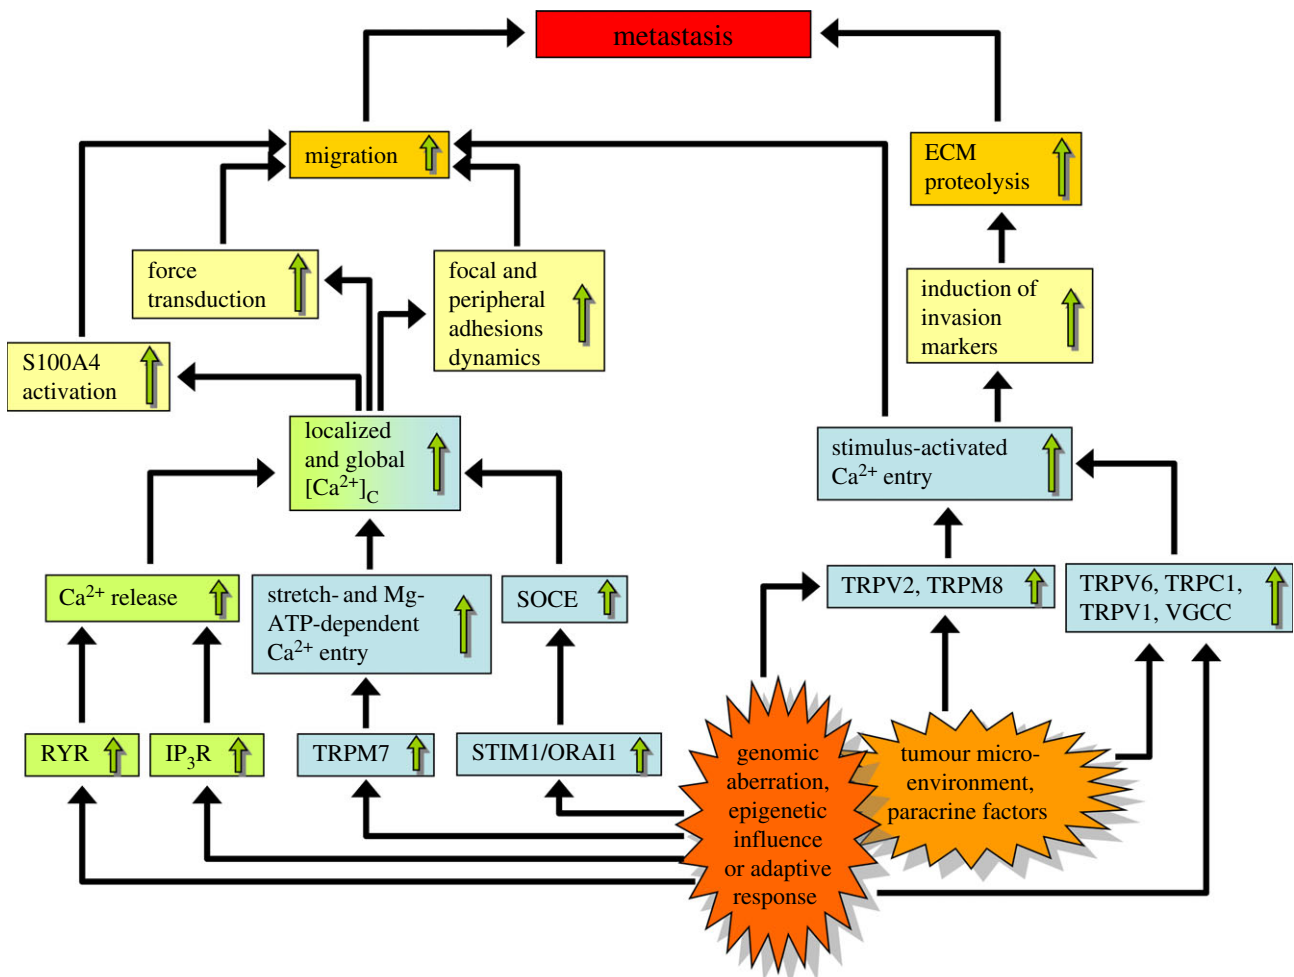 metastasis
migration
ECM
proteolysis
force
transduction
focal and
peripheral
adhesions
dynamics
induction of
invasion
markers
S100A4
activation
localized
and global
[Ca²⁺]C
stimulus-activated
Ca²⁺ entry
Ca²⁺ release
stretch- and Mg-
ATP-dependent
Ca²⁺ entry
SOCE
TRPV2, TRPM8
TRPV6, TRPC1,
TRPV1, VGCC
RYR
IP₃R
TRPM7
STIM1/ORAI1
genomic
aberration,
epigenetic
influence
or adaptive
response
tumour micro-
environment,
paracrine factors